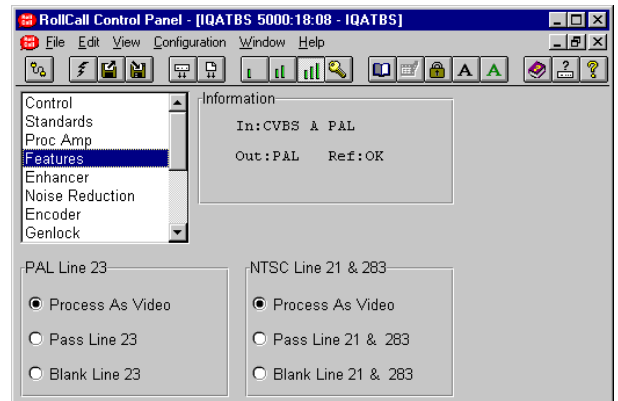 RollCall Control Panel - [IQATBS 5000:18:08 - IQATBS]
File Edit View Configuration Window Help
A A
Control
Standards
Proc Amp
Features
Enhancer
Noise Reduction
Encoder
Genlock
Information
In:CVBS A PAL
Out:PAL Ref:OK
PAL Line 23
Process As Video
Pass Line 23
Blank Line 23
NTSC Line 21 & 283
Process As Video
Pass Line 21 & 283
Blank Line 21 & 283